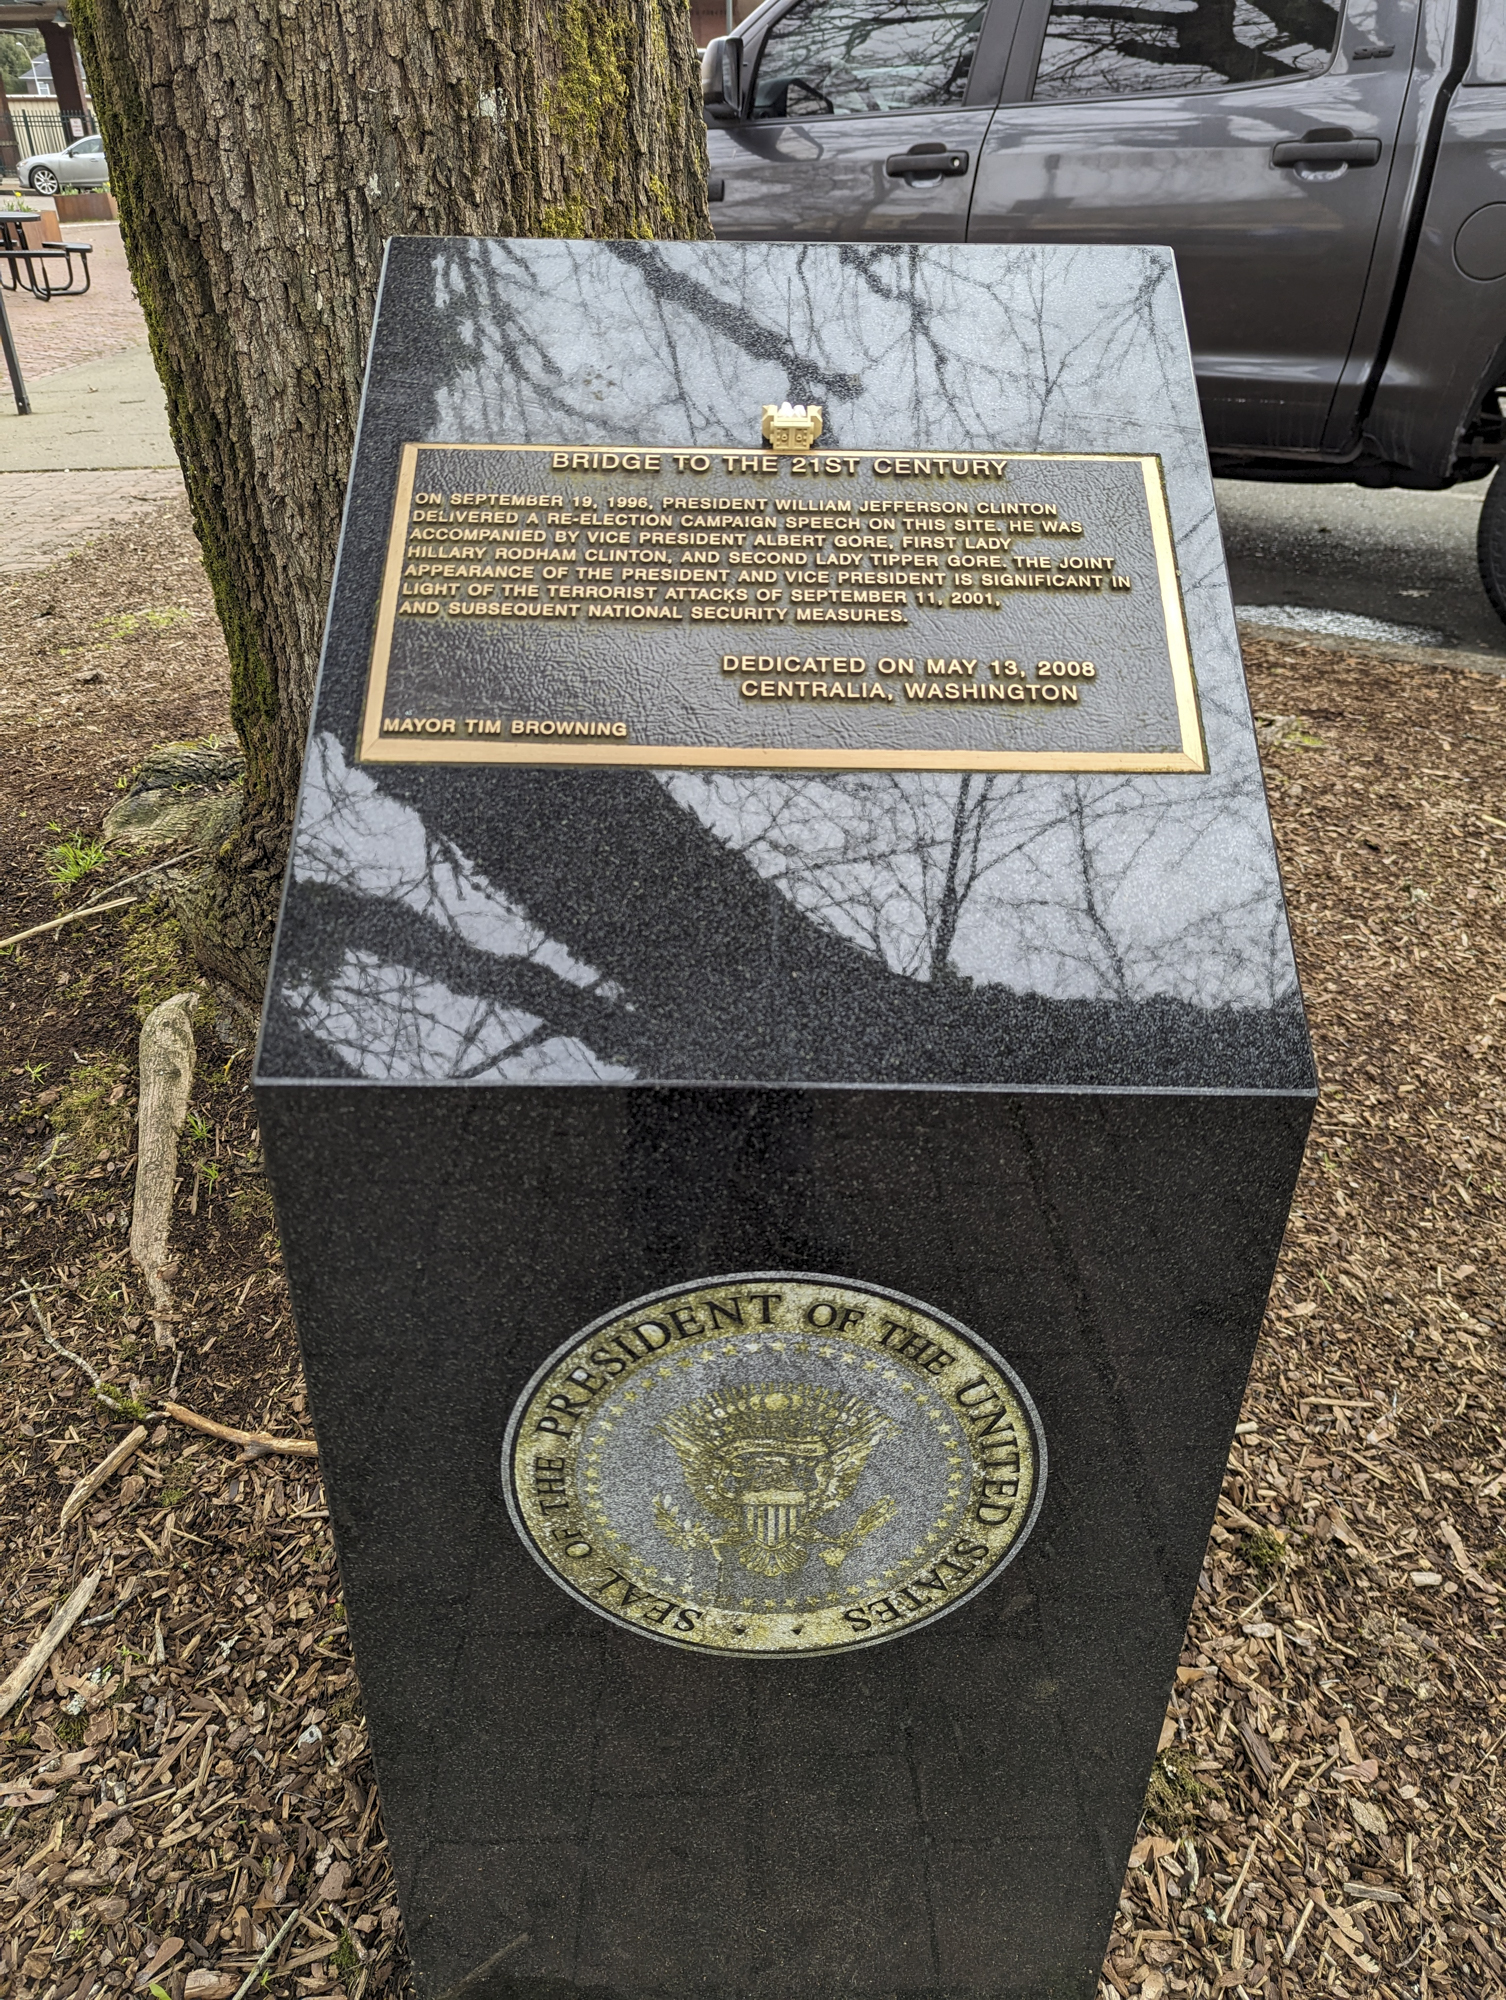 BRIDGE TO THE 21ST CENTURY
ON SEPTEMBER 19, 1996, PRESIDENT WILLIAM JEFFERSON CLINTON
DELIVERED A RE-ELECTION CAMPAIGN SPEECH ON THIS SITE. HE WAS
ACCOMPANIED BY VICE PRESIDENT ALBERT GORE, FIRST LADY
HILLARY RODHAM CLINTON, AND SECOND LADY TIPPER GORE. THE JOINT
APPEARANCE OF THE PRESIDENT AND VICE PRESIDENT IS SIGNIFICANT IN
LIGHT OF THE TERRORIST ATTACKS OF SEPTEMBER 11, 2001,
AND SUBSEQUENT NATIONAL SECURITY MEASURES.
DEDICATED ON MAY 13, 2008
CENTRALIA, WASHINGTON
MAYOR TIM BROWNING
SEAL OF THE PRESIDENT OF THE UNITED STATES